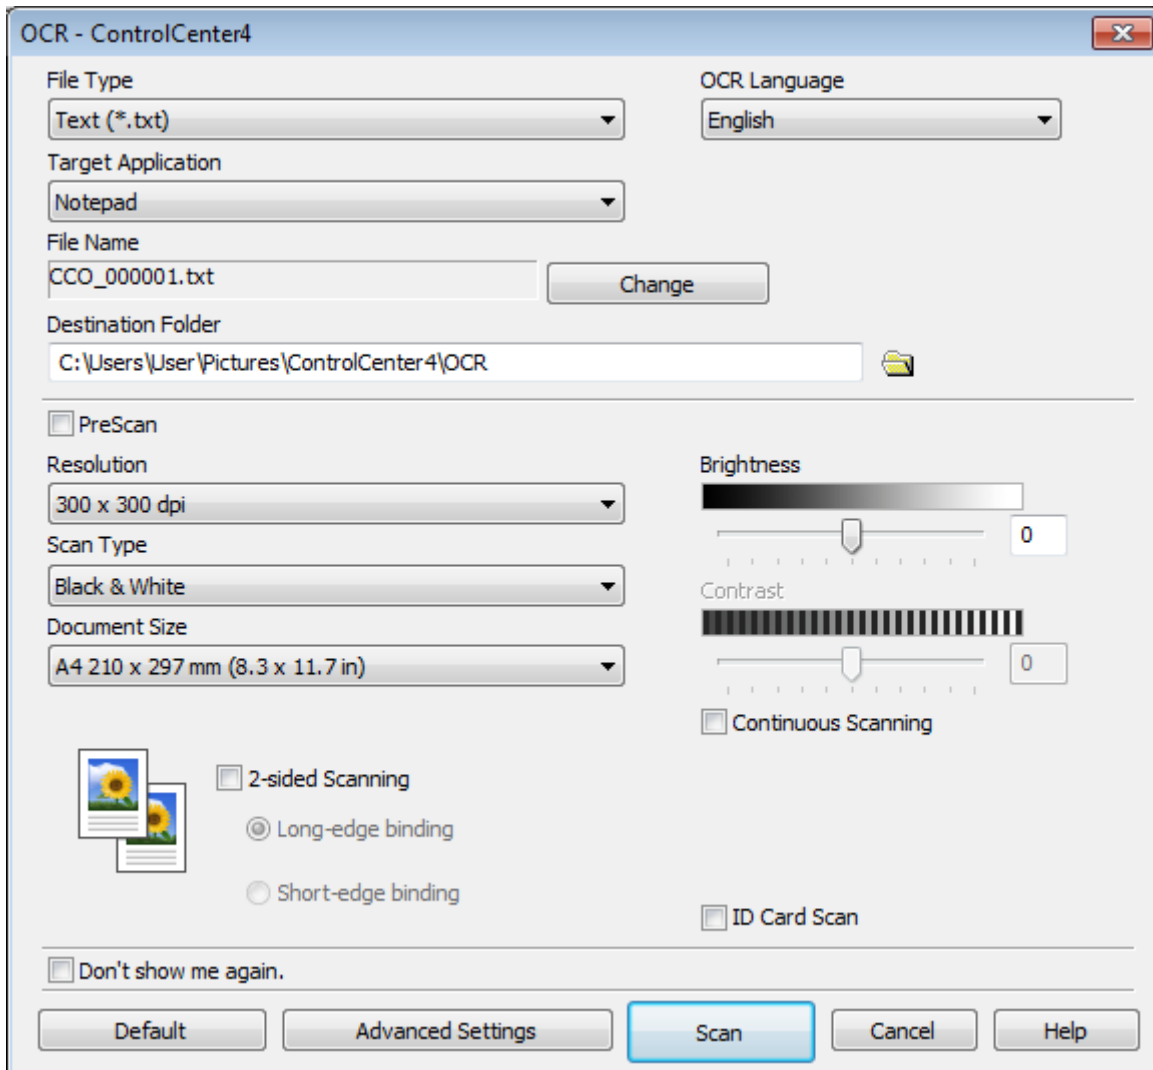 OCR - ControlCenter4
File Type
OCR Language
Text (*.txt)
English
Target Application
Notepad
File Name
CCO_000001.txt
Change
Destination Folder
C:\Users\User\Pictures\ControlCenter4\OCR
PreScan
Resolution
Brightness
300 x 300 dpi
0
Scan Type
Black & White
Contrast
Document Size
A4 210 x 297 mm (8.3 x 11.7 in)
0
Continuous Scanning
2-sided Scanning
Long-edge binding
Short-edge binding
ID Card Scan
Don't show me again.
Default
Advanced Settings
Scan
Cancel
Help